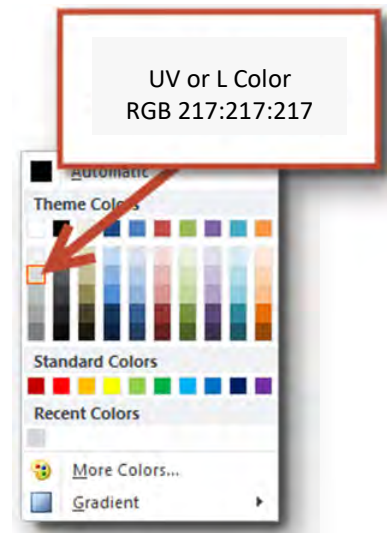 UV or L Color
RGB 217:217:217
Automatic
Theme Colors
Standard Colors
Recent Colors
More Colors...
Gradient